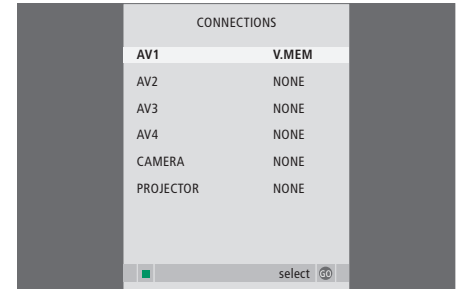 CONNECTIONS
AV1 V.MEM
AV2 NONE
AV3 NONE
AV4 NONE
CAMERA NONE
PROJECTOR NONE
select GO